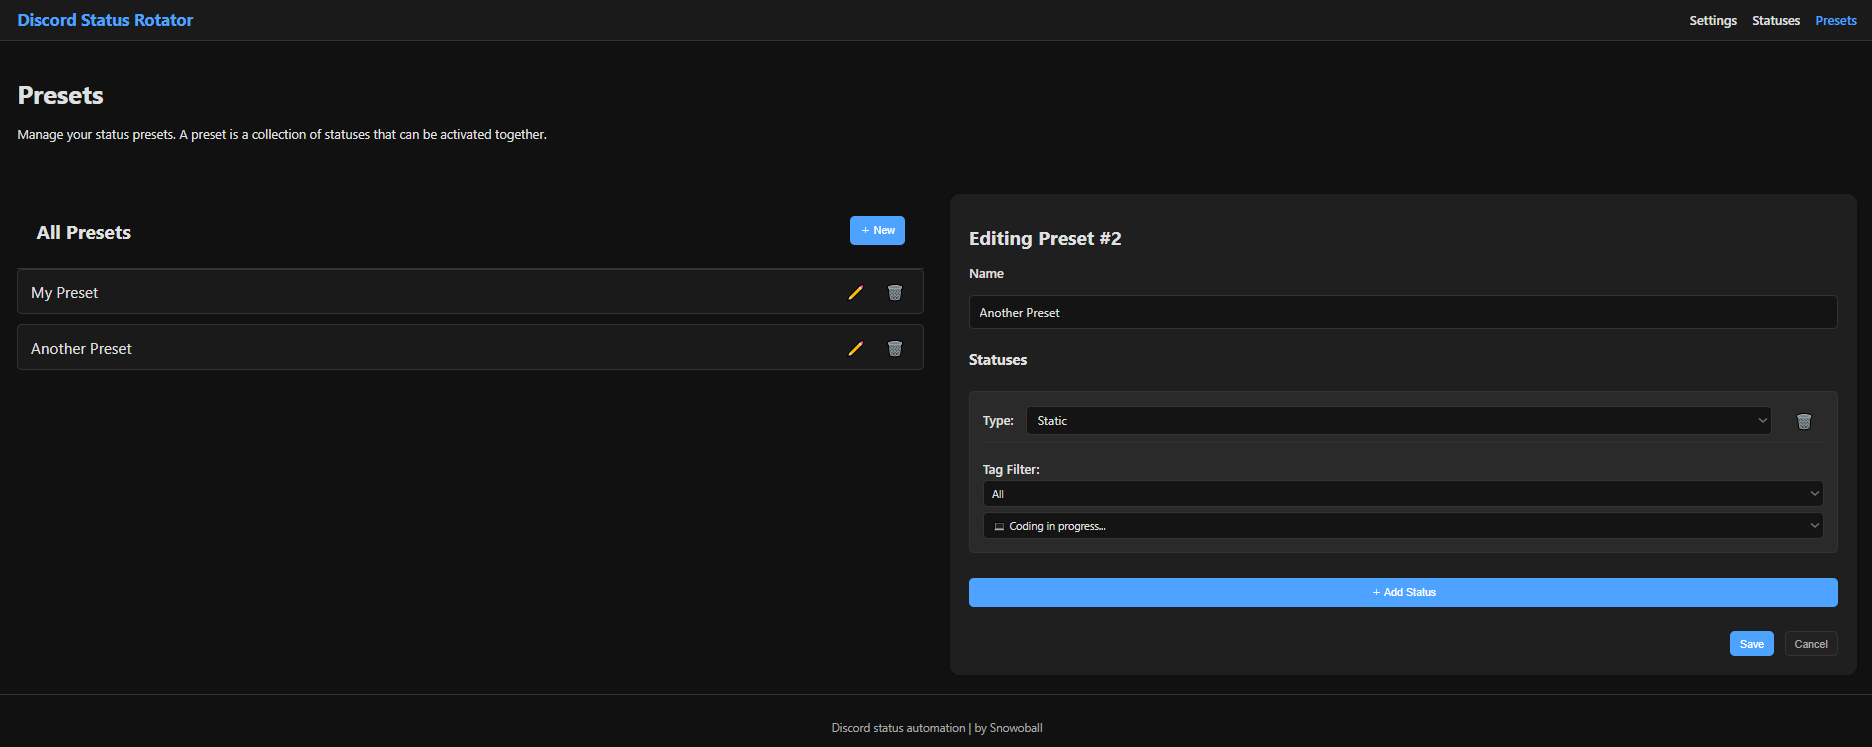 Discord Status Rotator
Settings Statuses Presets
Presets
Manage your status presets. A preset is a collection of statuses that can be activated together.
All Presets
+ New
My Preset
Another Preset
Editing Preset #2
Name
Another Preset
Statuses
Type: Static
Tag Filter:
All
Coding in progress...
+ Add Status
Save Cancel
Discord status automation | by Snowoball